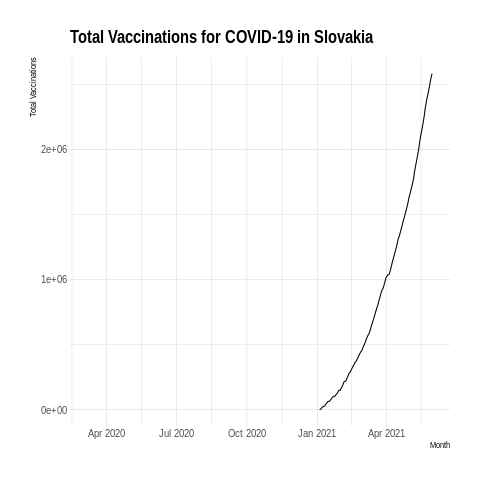 Total Vaccinations for COVID-19 in Slovakia
Total Vaccinations
2e+06
1e+06
0e+00
Apr 2020 Jul 2020 Oct 2020 Jan 2021 Apr 2021
Month